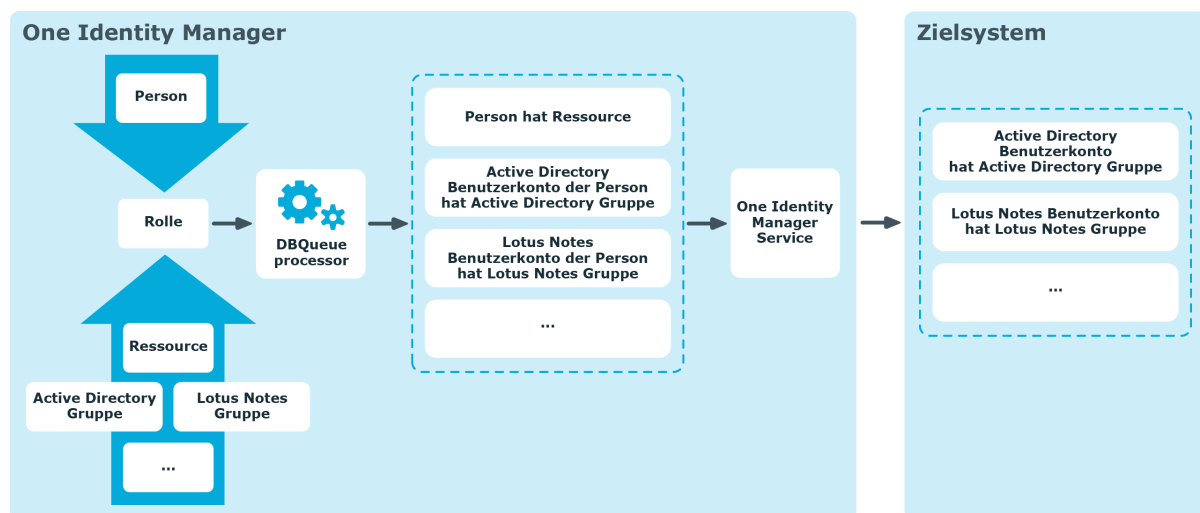 One Identity Manager
Person
Rolle
Ressource
Active Directory
Gruppe
Lotus Notes
Gruppe
...
DBQueue
processor
Person hat Ressource
Active Directory
Benutzerkonto der Person
hat Active Directory Gruppe
Lotus Notes
Benutzerkonto der Person
hat Lotus Notes Gruppe
...
One Identity
Manager
Service
Zielsystem
Active Directory
Benutzerkonto
hat Active Directory Gruppe
Lotus Notes Benutzerkonto
hat Lotus Notes Gruppe
...